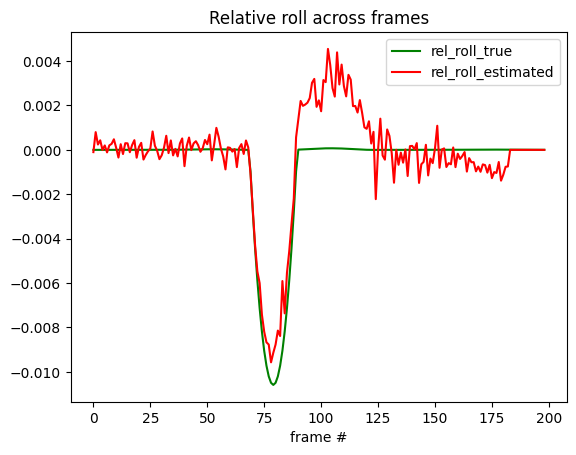 Relative roll across frames
rel_roll_true
rel_roll_estimated
0.004
0.002
0.000
−0.002
−0.004
−0.006
−0.008
−0.010
0 25 50 75 100 125 150 175 200
frame #